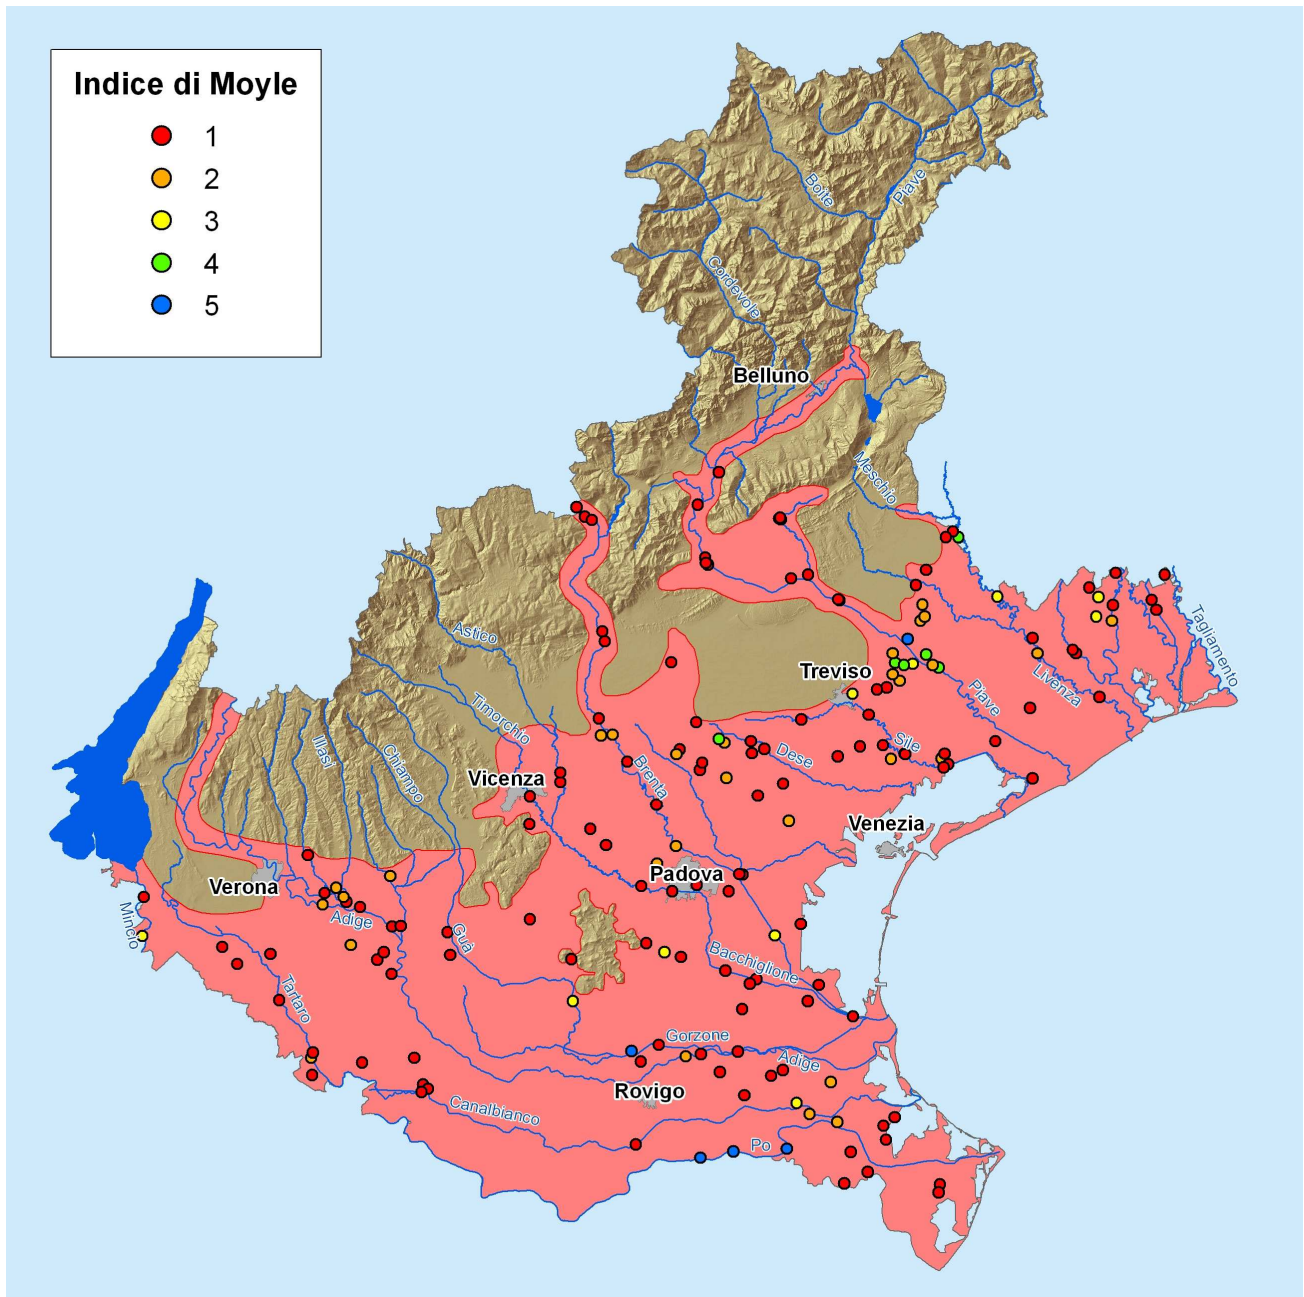 Indice di Moyle
1
2
3
4
5
Boite
Piave
Cordevole
Belluno
Meschio
Tagliamento
Astico
Treviso
Livenza
Piave
Timorchio
Illasi
Chiampo
Sile
Dese
Brenta
Vicenza
Venezia
Padova
Verona
Adige
Mincio
Guà
Bacchiglione
Tartaro
Gorzone
Adige
Rovigo
Canalbianco
Po